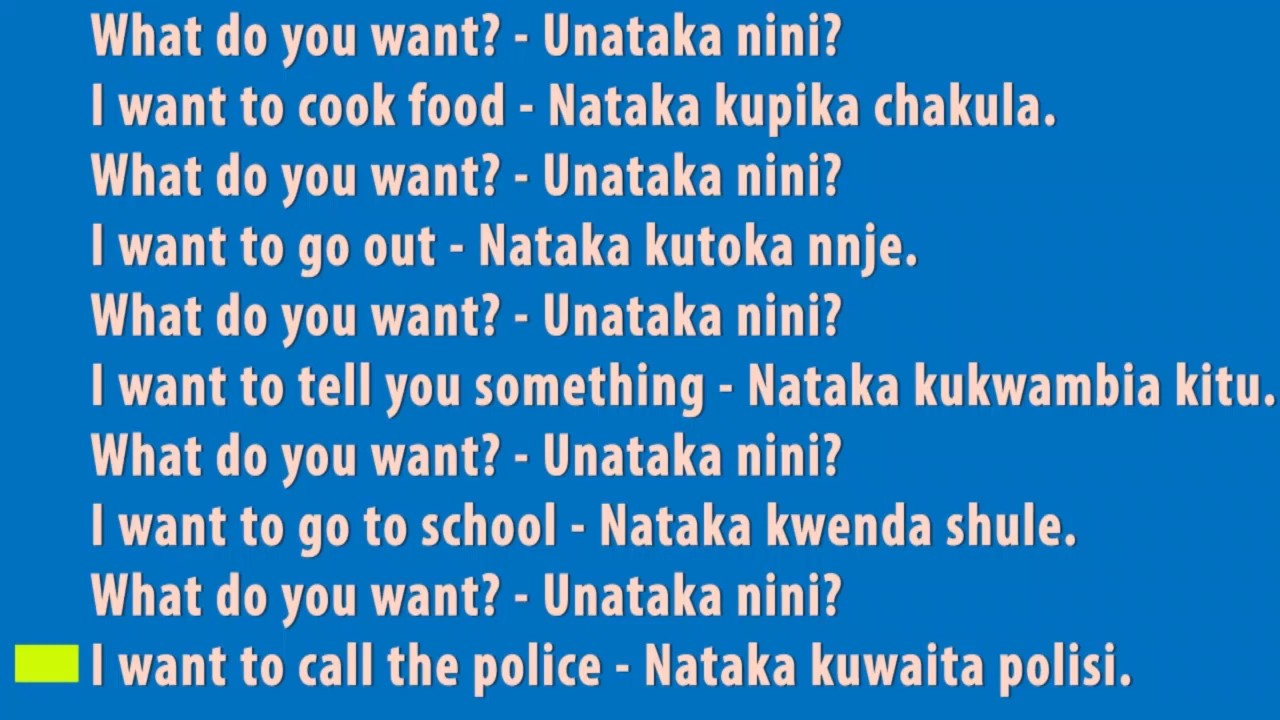 What do you want? - Unataka nini?
I want to cook food - Nataka kupika chakula.
What do you want? - Unataka nini?
I want to go out - Nataka kutoka nnje.
What do you want? - Unataka nini?
I want to tell you something - Nataka kukwambia kitu.
What do you want? - Unataka nini?
I want to go to school - Nataka kwenda shule.
What do you want? - Unataka nini?
I want to call the police - Nataka kuwaita polisi.